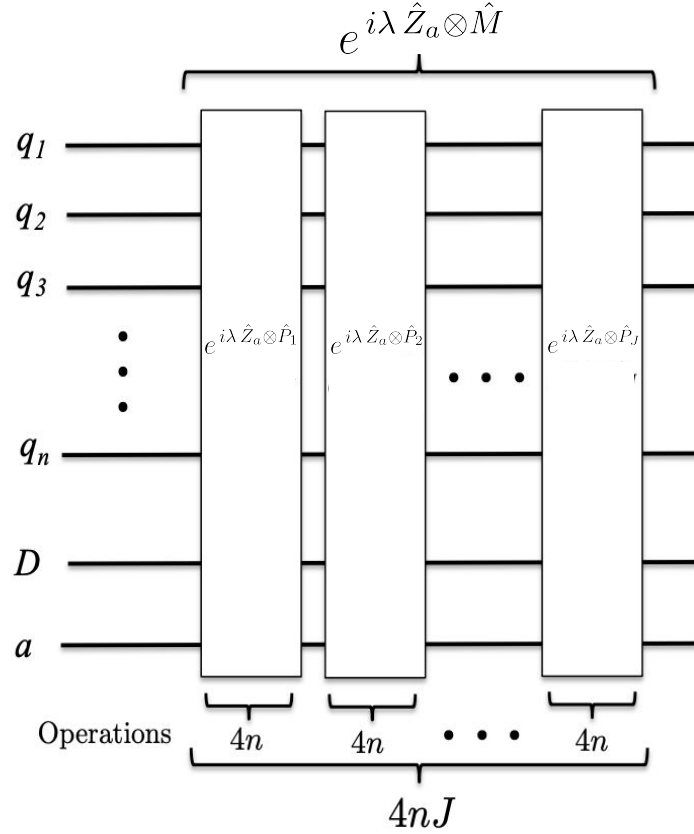 e^{iλ Ẑ_a⊗M̂}
q_1
q_2
q_3
e^{iλ Ẑ_a⊗P̂_1} e^{iλ Ẑ_a⊗P̂_2} e^{iλ Ẑ_a⊗P̂_J}
q_n
D
a
Operations 4n 4n 4n
4nJ